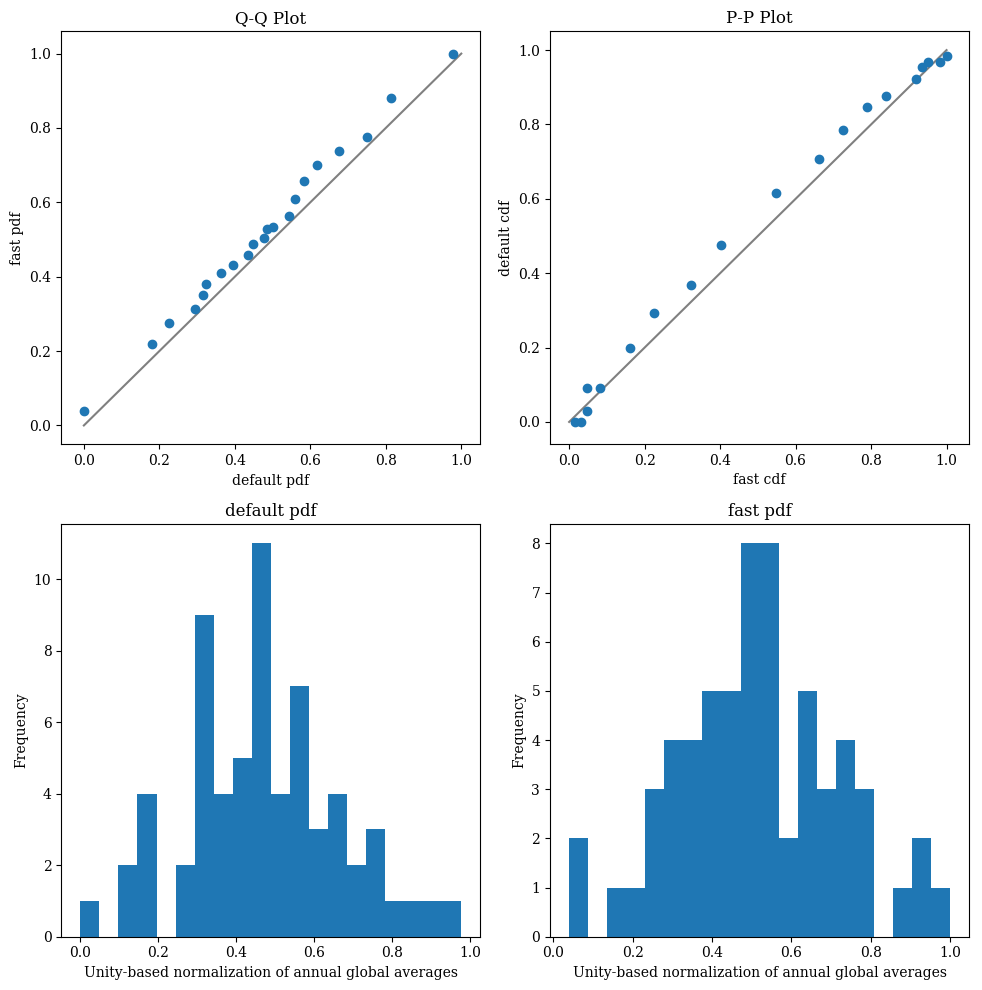 Q-Q Plot
1.0
0.8
0.6
0.4
0.2
0.0
fast pdf
0.0 0.2 0.4 0.6 0.8 1.0
default pdf
P-P Plot
1.0
0.8
0.6
0.4
0.2
0.0
default cdf
0.0 0.2 0.4 0.6 0.8 1.0
fast cdf
default pdf
10
8
6
4
2
0
Frequency
0.0 0.2 0.4 0.6 0.8 1.0
Unity-based normalization of annual global averages
fast pdf
8
7
6
5
4
3
2
1
0
Frequency
0.0 0.2 0.4 0.6 0.8 1.0
Unity-based normalization of annual global averages